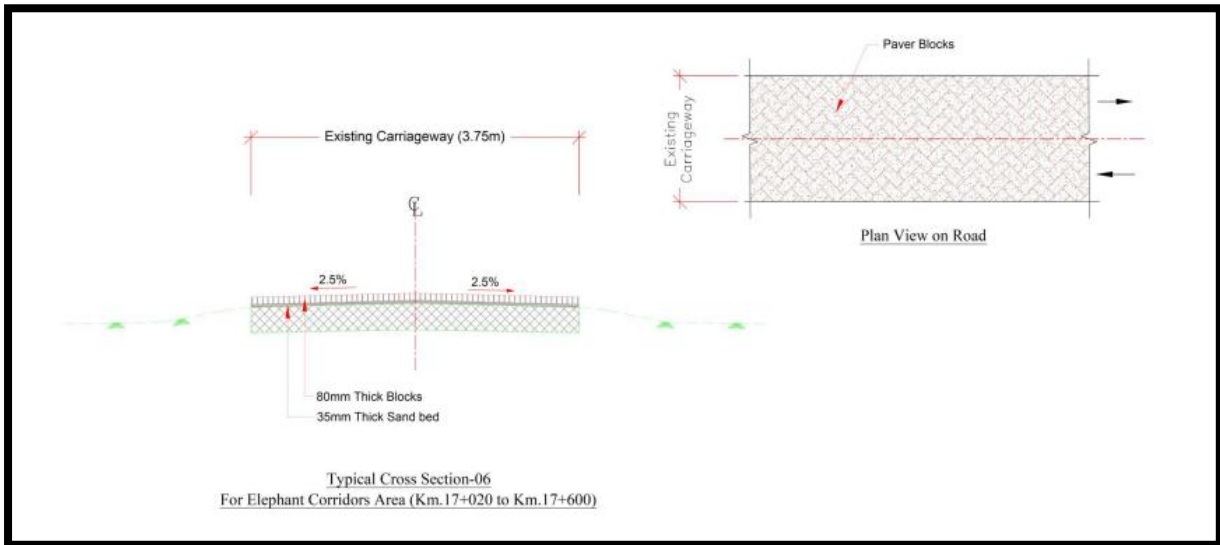 Existing Carriageway (3.75m)
℄
2.5%
2.5%
80mm Thick Blocks
35mm Thick Sand bed
Typical Cross Section-06
For Elephant Corridors Area (Km.17+020 to Km.17+600)
Paver Blocks
Existing
Carriageway
Plan View on Road